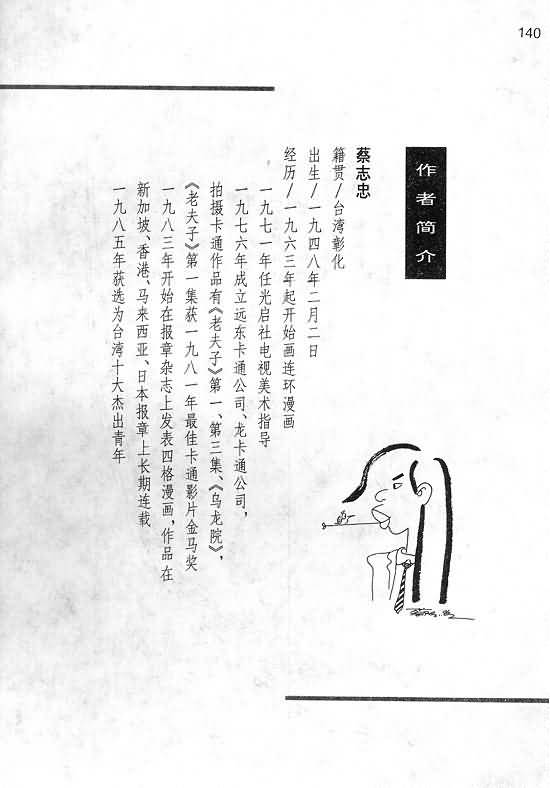 140
作者简介
蔡志忠
籍贯/台湾彰化
出生/一九四八年二月二日
经历/一九六三年起开始画连环漫画
一九七一年任光启社电视美术指导
一九七六年成立远东卡通公司、龙卡通公司，
拍摄卡通作品有《老夫子》第一、第三集、《乌龙院》，
《老夫子》第一集获一九八一年最佳卡通影片金马奖
一九八三年开始在报章杂志上发表四格漫画，作品在
新加坡、香港、马来西亚、日本报章上长期连载
一九八五年获选为台湾十大杰出青年